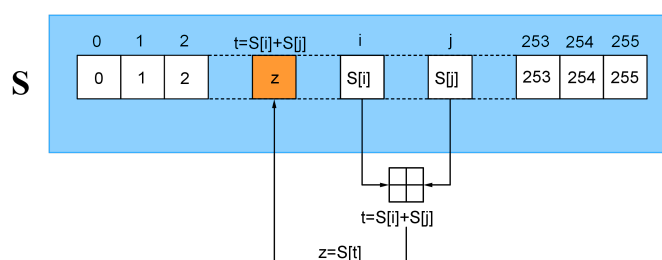 0 1 2 t=S[i]+S[j] i j 253 254 255
S 0 1 2 z S[i] S[j] 253 254 255
t=S[i]+S[j]
z=S[t]